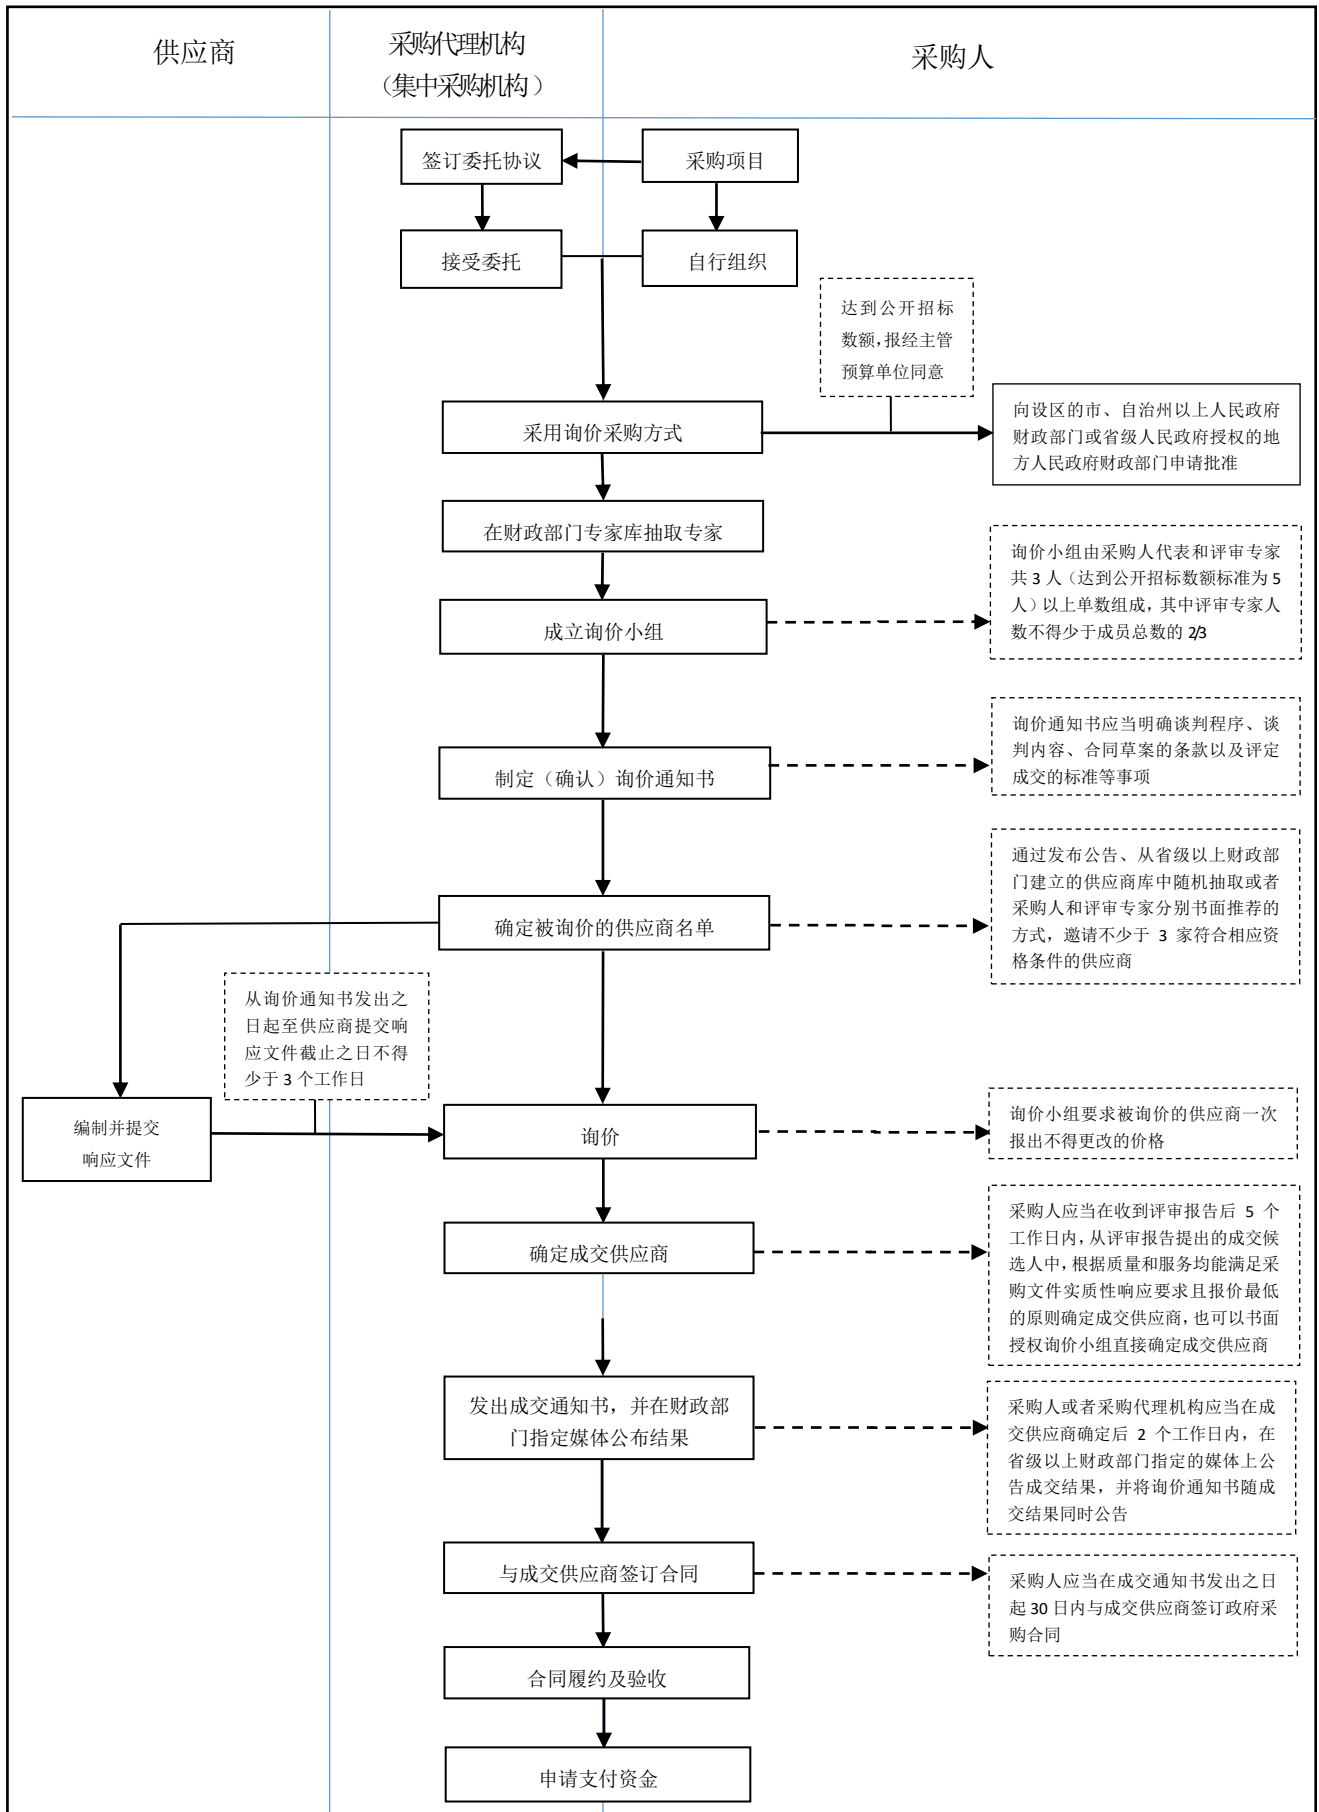 供应商
采购代理机构
（集中采购机构）
采购人
签订委托协议
采购项目
接受委托
自行组织
达到公开招标
数额，报经主管
预算单位同意
采用询价采购方式
向设区的市、自治州以上人民政府
财政部门或省级人民政府授权的地
方人民政府财政部门申请批准
在财政部门专家库抽取专家
询价小组由采购人代表和评审专家
共 3 人（达到公开招标数额标准为 5
人）以上单数组成，其中评审专家人
数不得少于成员总数的 2/3
成立询价小组
询价通知书应当明确谈判程序、谈
判内容、合同草案的条款以及评定
成交的标准等事项
制定（确认）询价通知书
通过发布公告、从省级以上财政部
门建立的供应商库中随机抽取或者
采购人和评审专家分别书面推荐的
方式，邀请不少于 3 家符合相应资
格条件的供应商
确定被询价的供应商名单
从询价通知书发出之
日起至供应商提交响
应文件截止之日不得
少于 3 个工作日
编制并提交
响应文件
询价
询价小组要求被询价的供应商一次
报出不得更改的价格
确定成交供应商
采购人应当在收到评审报告后 5 个
工作日内，从评审报告提出的成交候
选人中，根据质量和服务均能满足采
购文件实质性响应要求且报价最低
的原则确定成交供应商，也可以书面
授权询价小组直接确定成交供应商
发出成交通知书，并在财政部
门指定媒体公布结果
采购人或者采购代理机构应当在成
交供应商确定后 2 个工作日内，在
省级以上财政部门指定的媒体上公
告成交结果，并将询价通知书随成
交结果同时公告
与成交供应商签订合同
采购人应当在成交通知书发出之日
起 30 日内与成交供应商签订政府采
购合同
合同履约及验收
申请支付资金